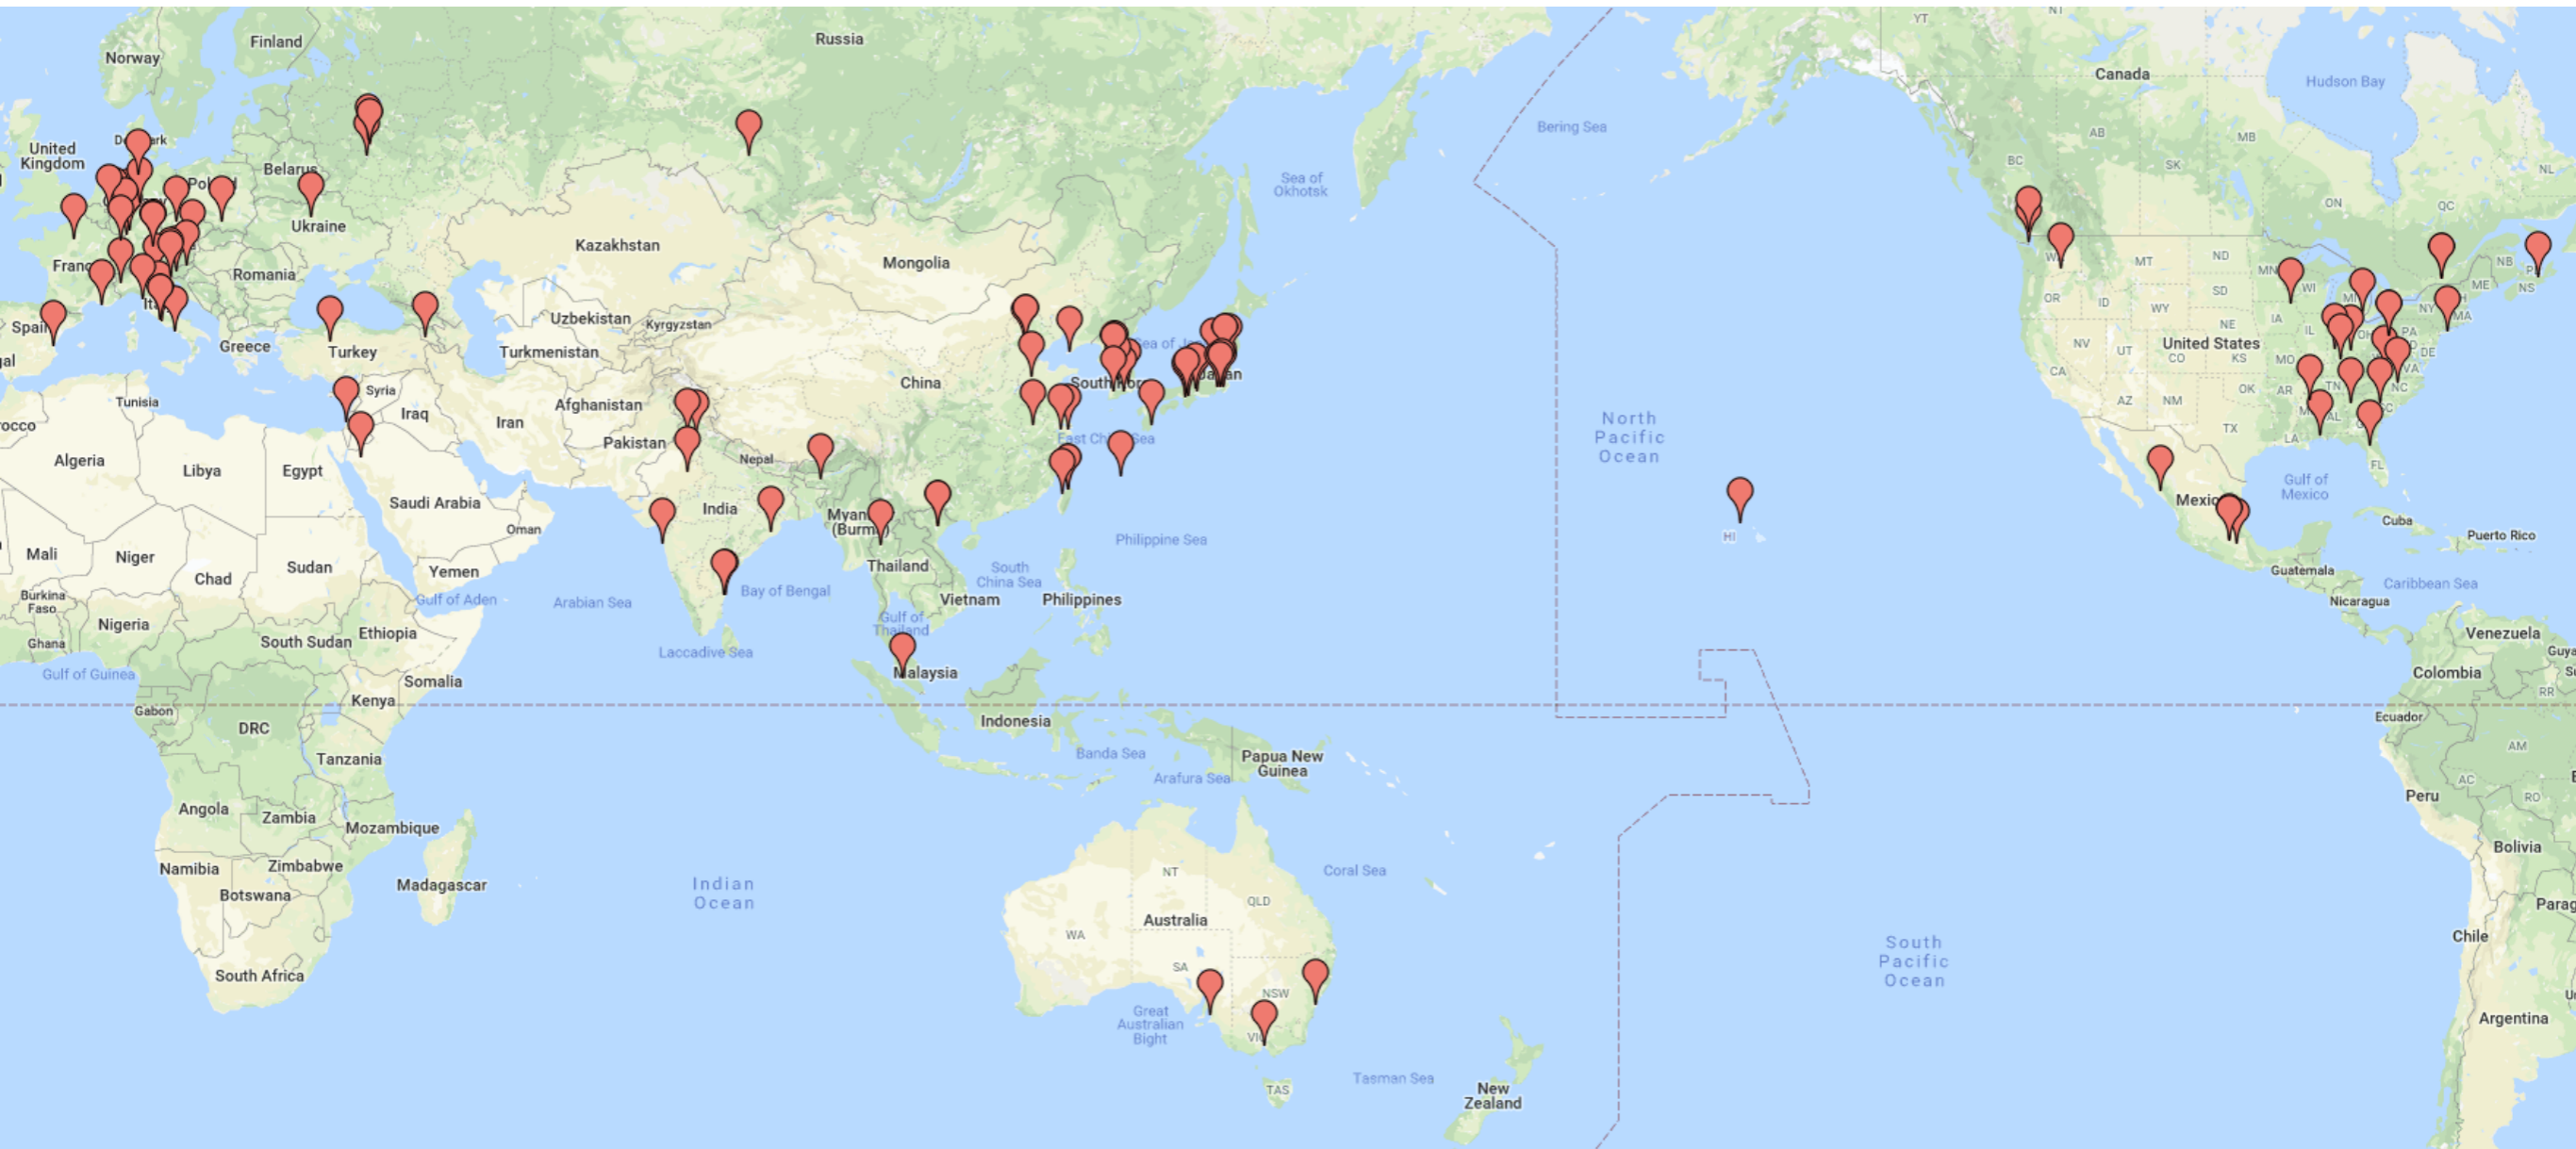 YT
NT
Norway
Finland
Russia
Canada
Hudson Bay
United
Kingdom
Belarus
Bering Sea
BC
AB
SK
MB
NL
Sea of
Okhotsk
ON
QC
Ukraine
Kazakhstan
Mongolia
Romania
MT
ND
MN
WI
NB
ME
NS
OR
ID
WY
SD
NY
MA
Uzbekistan
Kyrgyzstan
NE
IA
IL
PA
Spain
Greece
Turkey
Turkmenistan
United States
NV
UT
CO
KS
MO
DE
VA
China
Syria
Iraq
Iran
Afghanistan
Tunisia
CA
AZ
NM
OK
AR
TN
NC
North
Pacific
Ocean
Pakistan
Nepal
TX
LA
AL
FL
Algeria
Libya
Egypt
Saudi Arabia
India
Oman
Gulf of
Mexico
Cuba
Puerto Rico
Mali
Niger
Chad
Sudan
Yemen
Thailand
Philippine Sea
HI
South
China Sea
Guatemala
Caribbean Sea
Burkina
Faso
Gulf of Aden
Arabian Sea
Bay of Bengal
Vietnam
Philippines
Nicaragua
Nigeria
Ethiopia
Gulf of
Thailand
Ghana
South Sudan
Laccadive Sea
Venezuela
Gulf of Guinea
Somalia
Malaysia
Colombia
RR
Kenya
Gabon
DRC
Indonesia
Ecuador
Tanzania
Banda Sea
Papua New
Guinea
Arafura Sea
AM
AC
RO
Peru
Angola
Zambia
Mozambique
Namibia
Zimbabwe
Botswana
Madagascar
Indian
Ocean
NT
Coral Sea
Bolivia
QLD
Australia
WA
Chile
South Africa
SA
NSW
South
Pacific
Ocean
Great
Australian
Bight
Argentina
Tasman Sea
TAS
New
Zealand